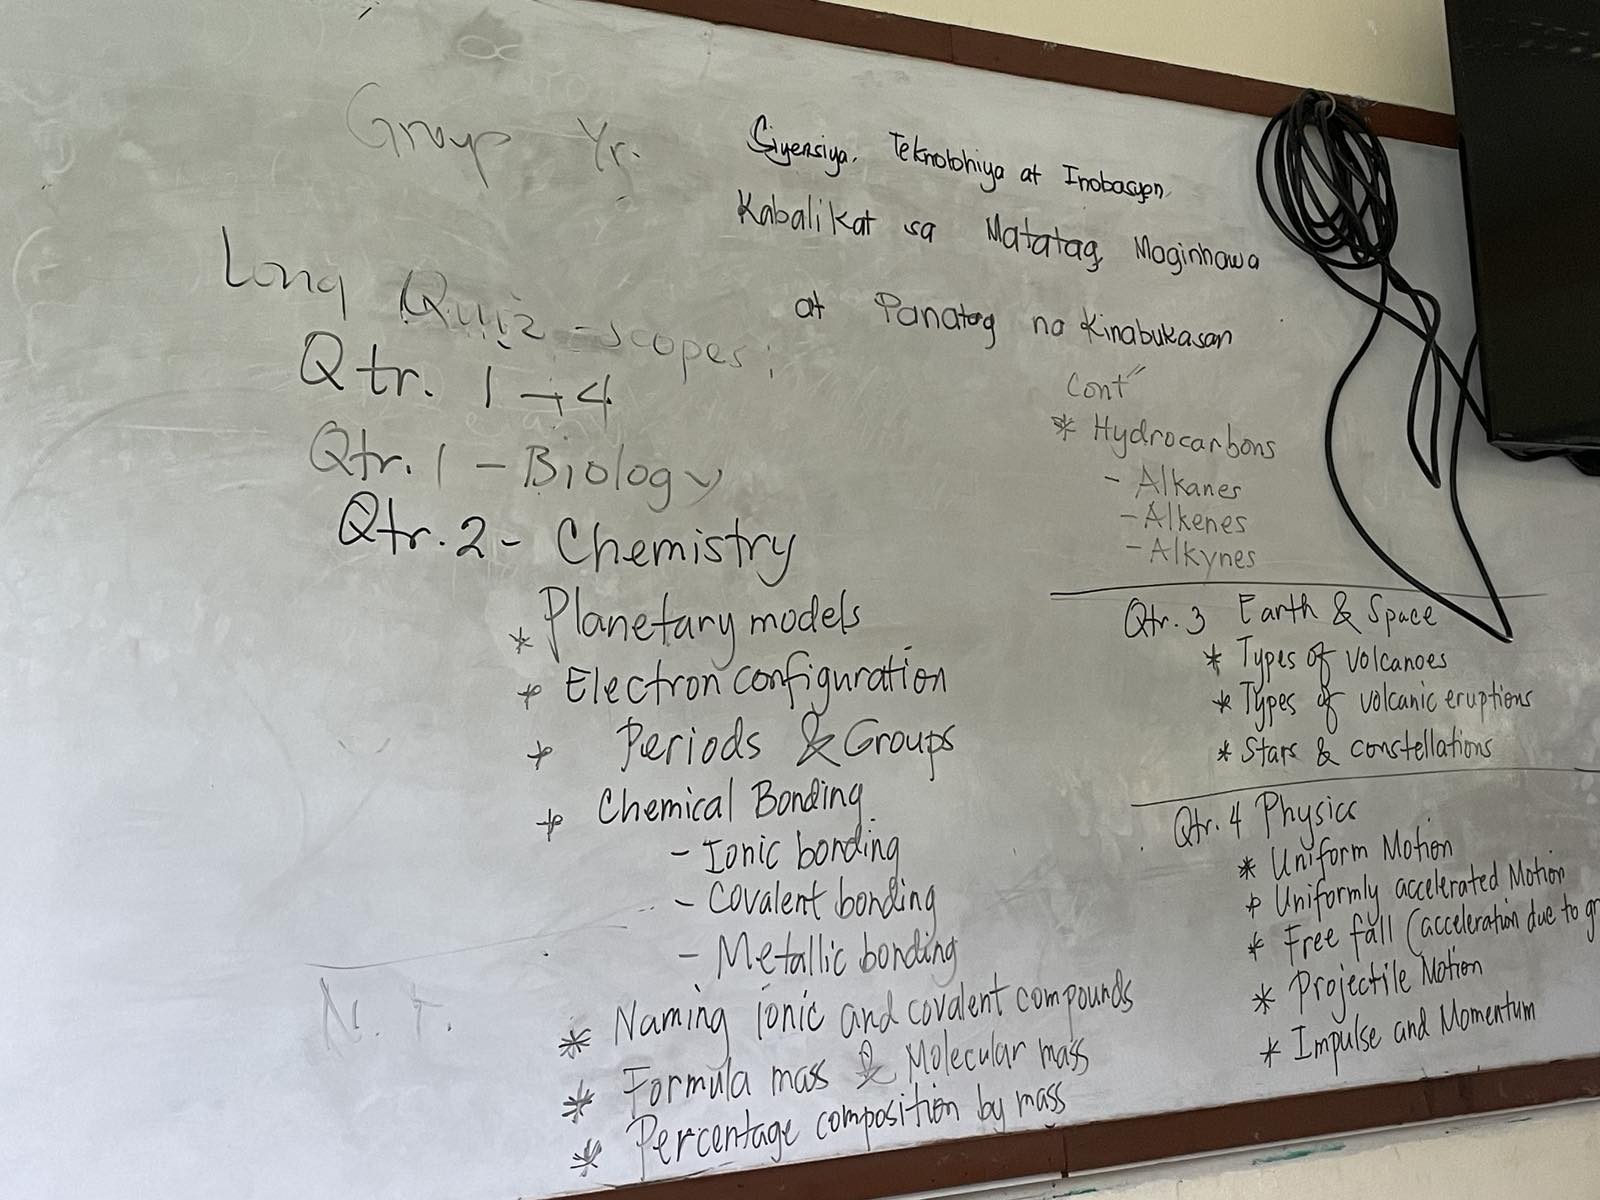 Group Yr.
Siyensiya, Teknolohiya at Inobasyon,
Kabalikat sa Matatag, Maginhawa
at Panatag na Kinabukasan
Long Quiz - scopes:
Qtr. 1 → 4
Qtr. 1 - Biology
Qtr. 2 - Chemistry
* Planetary models
* Electron configuration
* Periods & Groups
* Chemical Bonding
- Ionic bonding
- Covalent bonding
- Metallic bonding
* Naming ionic and covalent compounds
* Formula mass & Molecular mass
* Percentage composition by mass
N. T.
Cont"
* Hydrocarbons
- Alkanes
- Alkenes
- Alkynes
Qtr. 3 Earth & Space
* Types of volcanoes
* Types of volcanic eruptions
* Stars & constellations
Qtr. 4 Physics
* Uniform Motion
* Uniformly accelerated Motion
* Free fall (acceleration due to gr
* Projectile Motion
* Impulse and Momentum